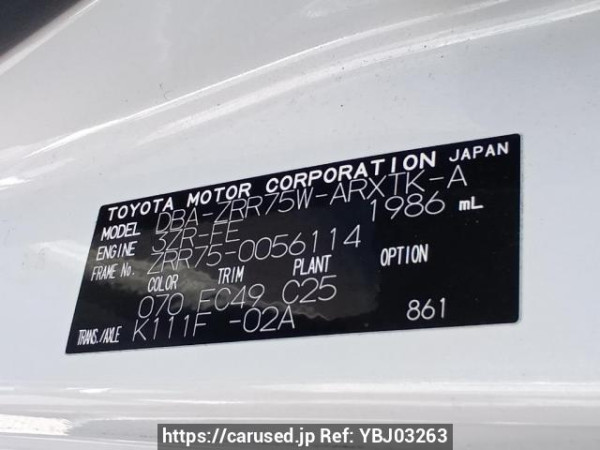 TOYOTA MOTOR CORPORATION JAPAN
MODEL DBA-ZRR75W-ARXTK-A
ENGINE 3ZR-FE 1986 mL
FRAME No. ZRR75-0056114
COLOR TRIM PLANT OPTION
070 FC49 C25
TRANS./AXLE K111F -02A 861
https://carused.jp Ref: YBJ03263